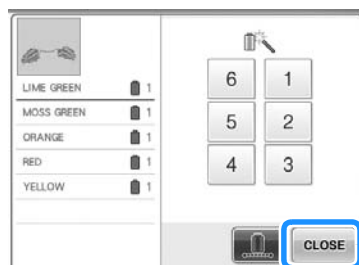 LIME GREEN 1
MOSS GREEN 1
ORANGE 1
RED 1
YELLOW 1
6 1
5 2
4 3
CLOSE